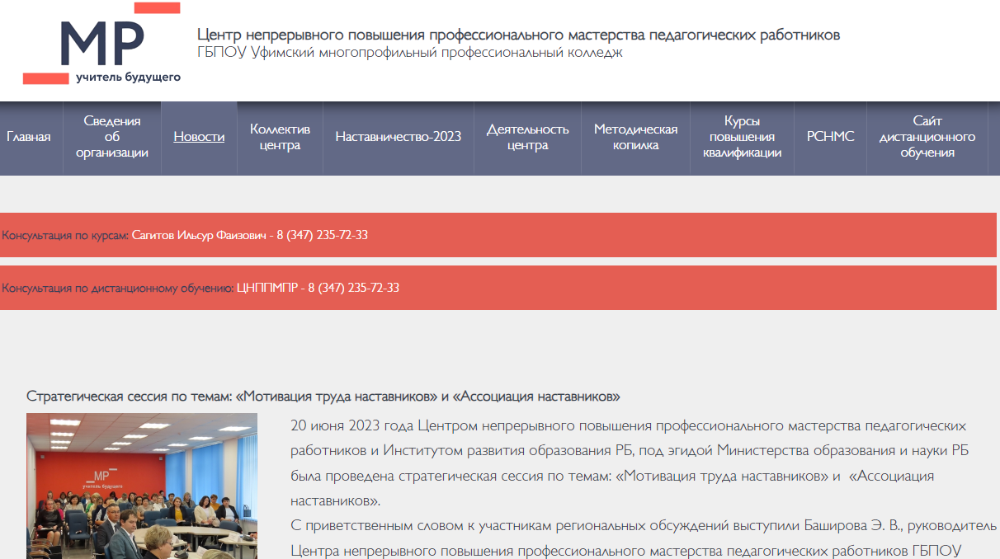 МР
учитель будущего
Центр непрерывного повышения профессионального мастерства педагогических работников
ГБПОУ Уфимский многопрофильный профессиональный колледж
Главная
Сведения
об
организации
Новости
Коллектив
центра
Наставничество-2023
Деятельность
центра
Методическая
копилка
Курсы
повышения
квалификации
РСНМС
Сайт
дистанционного
обучения
Консультация по курсам: Сагитов Ильсур Фаизович - 8 (347) 235-72-33
Консультация по дистанционному обучению: ЦНППМПР - 8 (347) 235-72-33
Стратегическая сессия по темам: «Мотивация труда наставников» и «Ассоциация наставников»
МР
учитель будущего
20 июня 2023 года Центром непрерывного повышения профессионального мастерства педагогических
работников и Институтом развития образования РБ, под эгидой Министерства образования и науки РБ
была проведена стратегическая сессия по темам: «Мотивация труда наставников» и «Ассоциация
наставников».
С приветственным словом к участникам региональных обсуждений выступили Баширова Э. В., руководитель
Центра непрерывного повышения профессионального мастерства педагогических работников ГБПОУ